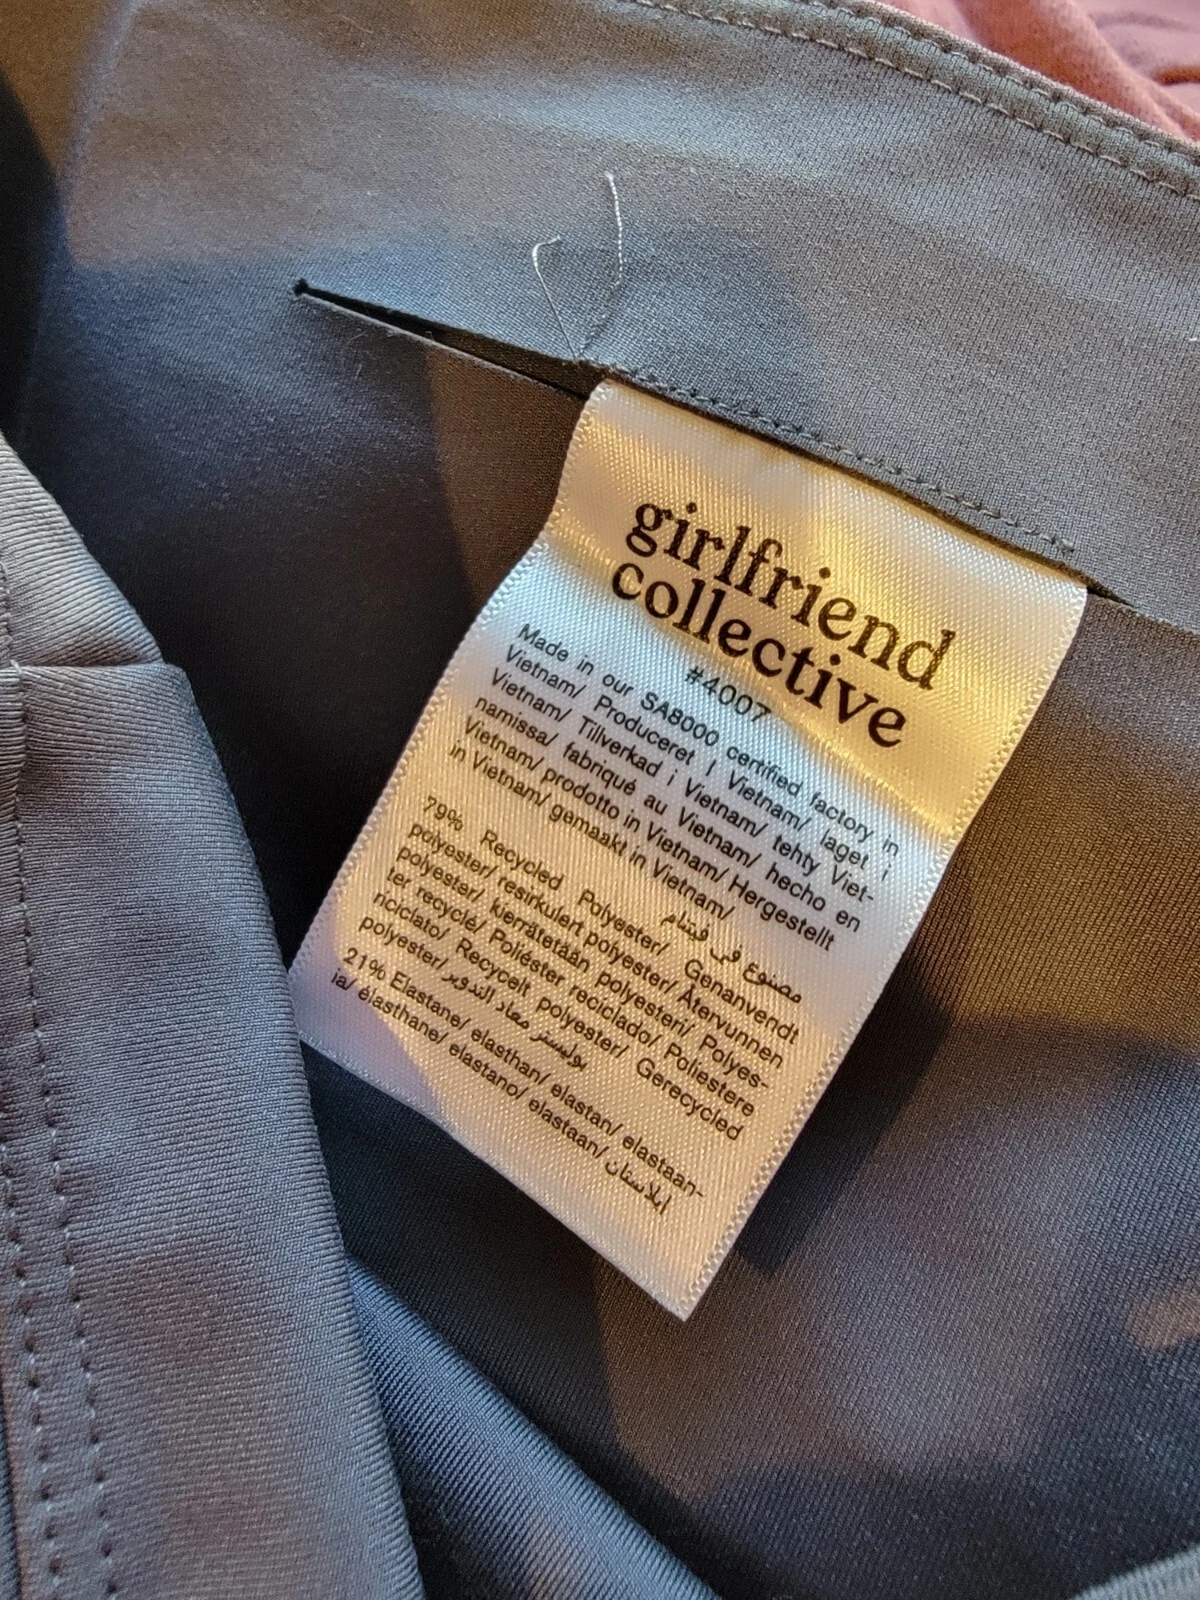 girlfriend
collective
#4007
Made in our SA8000 certified factory in
Vietnam/ Produceret I Vietnam/ laget i
Vietnam/ Tillverkad i Vietnam/ tehty Viet-
namissa/ fabriqué au Vietnam/ hecho en
Vietnam/ prodotto in Vietnam/ Hergestellt
in Vietnam/ gemaakt in Vietnam/
مصنوع في فيتنام
79% Recycled Polyester/ Genanvendt
polyester/ resirkulert polyester/ Återvunnen
polyester/ kierrätetään polyesteri/ Polyes-
ter recyclé/ Poliéster reciclado/ Poliestere
riciclato/ Recycelt polyester/ Gerecycled
polyester/ بوليستر معاد التدوير
21% Elastane/ elasthan/ elastan/ elastaan-
ia/ élasthane/ elastano/ elastaan/ إيلاستان